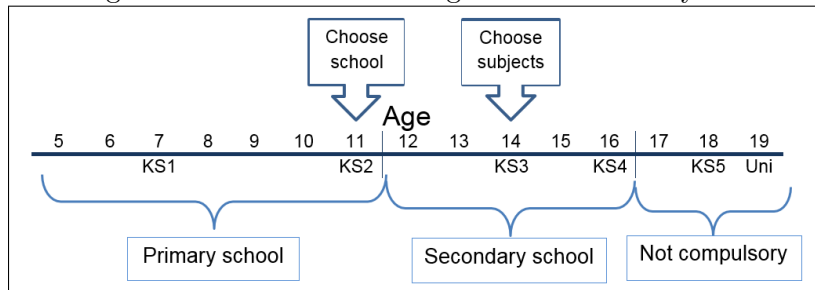 Choose
school
Choose
subjects
Age
5 6 7 8 9 10 11 12 13 14 15 16 17 18 19
KS1 KS2 KS3 KS4 KS5 Uni
Primary school
Secondary school
Not compulsory